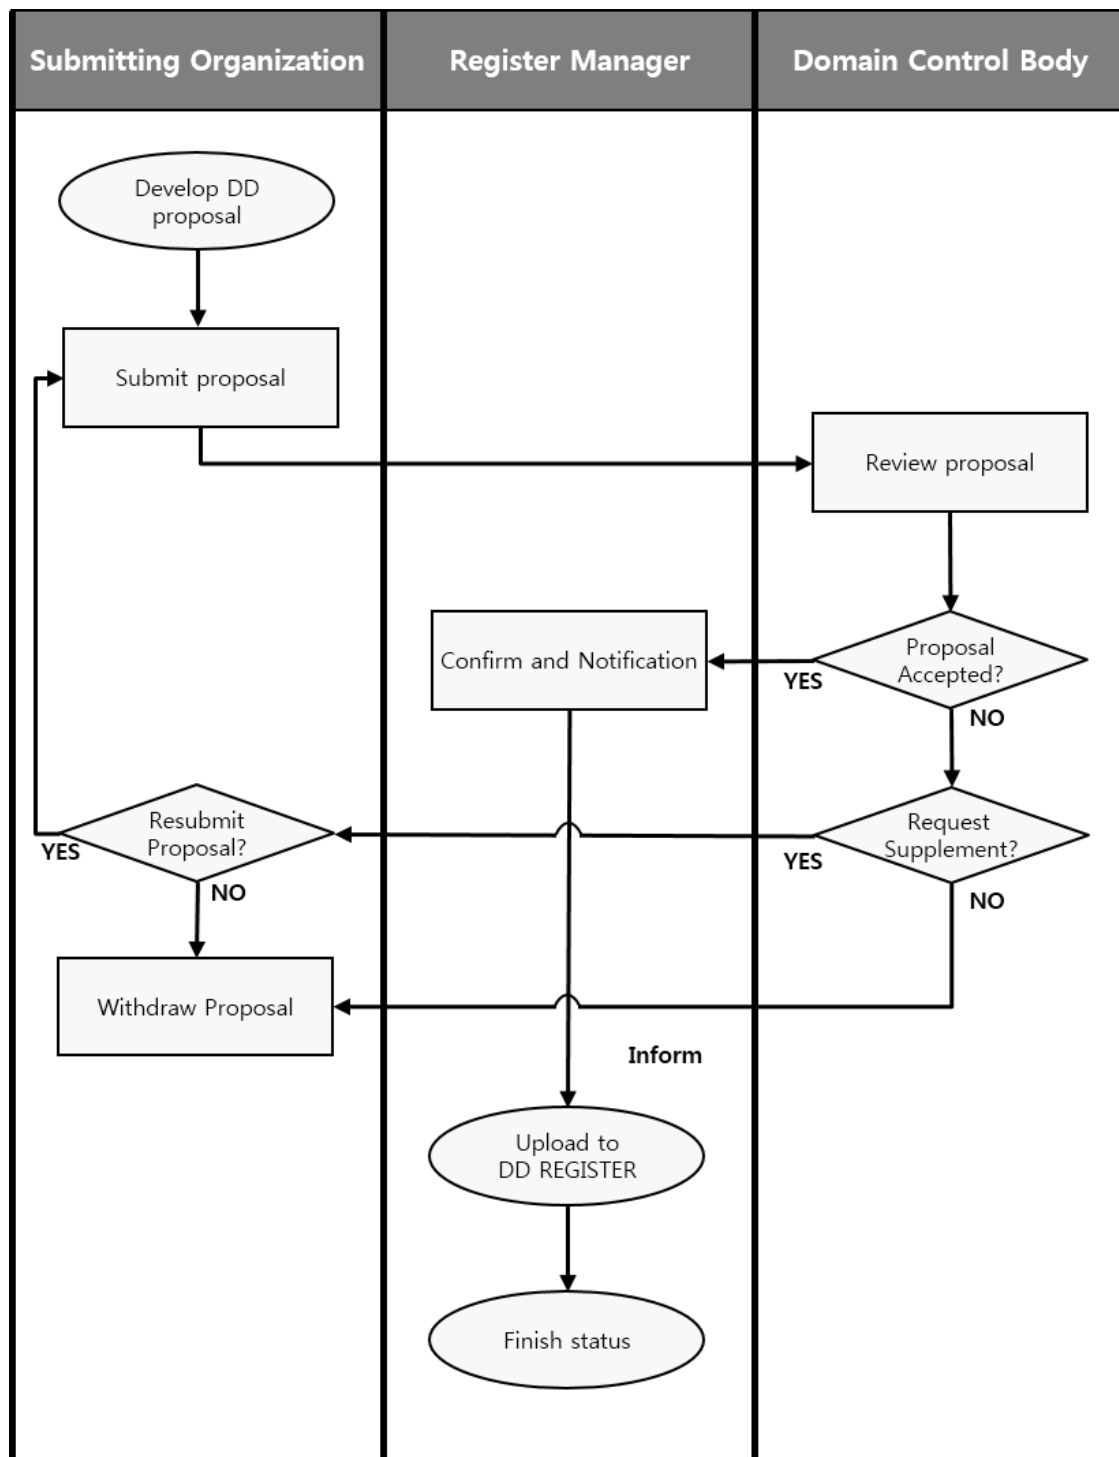 Submitting Organization
Register Manager
Domain Control Body
Develop DD
proposal
Submit proposal
Review proposal
Proposal
Accepted?
YES
NO
Confirm and Notification
Request
Supplement?
YES
NO
Resubmit
Proposal?
YES
NO
Withdraw Proposal
Inform
Upload to
DD REGISTER
Finish status